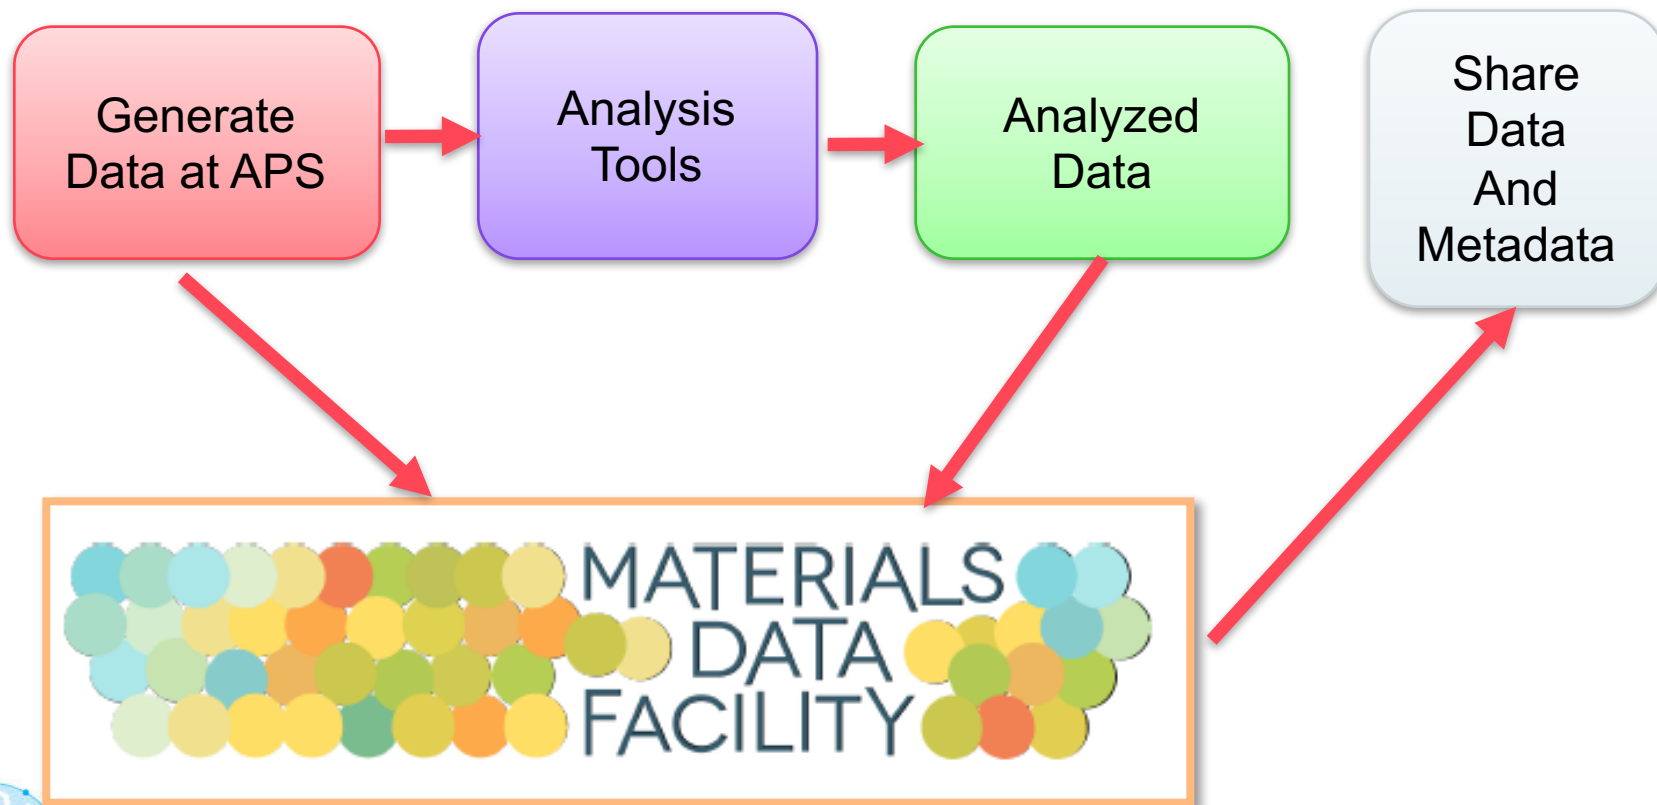 Generate
Data at APS
Analysis
Tools
Analyzed
Data
Share
Data
And
Metadata
MATERIALS
DATA
FACILITY